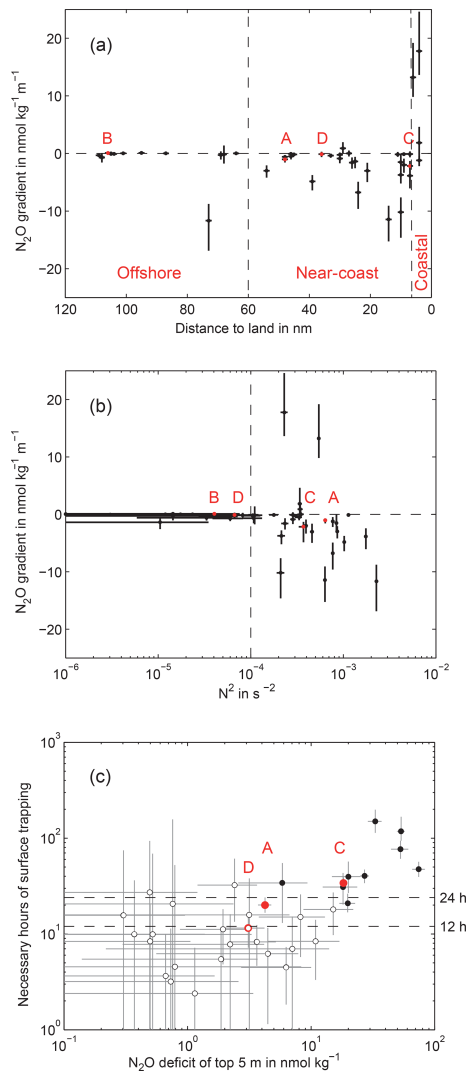 (a)
20
10
0
−10
−20
N2O gradient in nmol kg−1 m−1
B
A
D
C
Offshore
Near-coast
Coastal
120
100
80
60
40
20
0
Distance to land in nm
(b)
20
10
0
−10
−20
N2O gradient in nmol kg−1 m−1
B
D
C
A
10−6
10−5
10−4
10−3
10−2
N2 in s−2
(c)
103
102
101
100
Necessary hours of surface trapping
A
C
D
24 h
12 h
10−1
100
101
102
N2O deficit of top 5 m in nmol kg−1